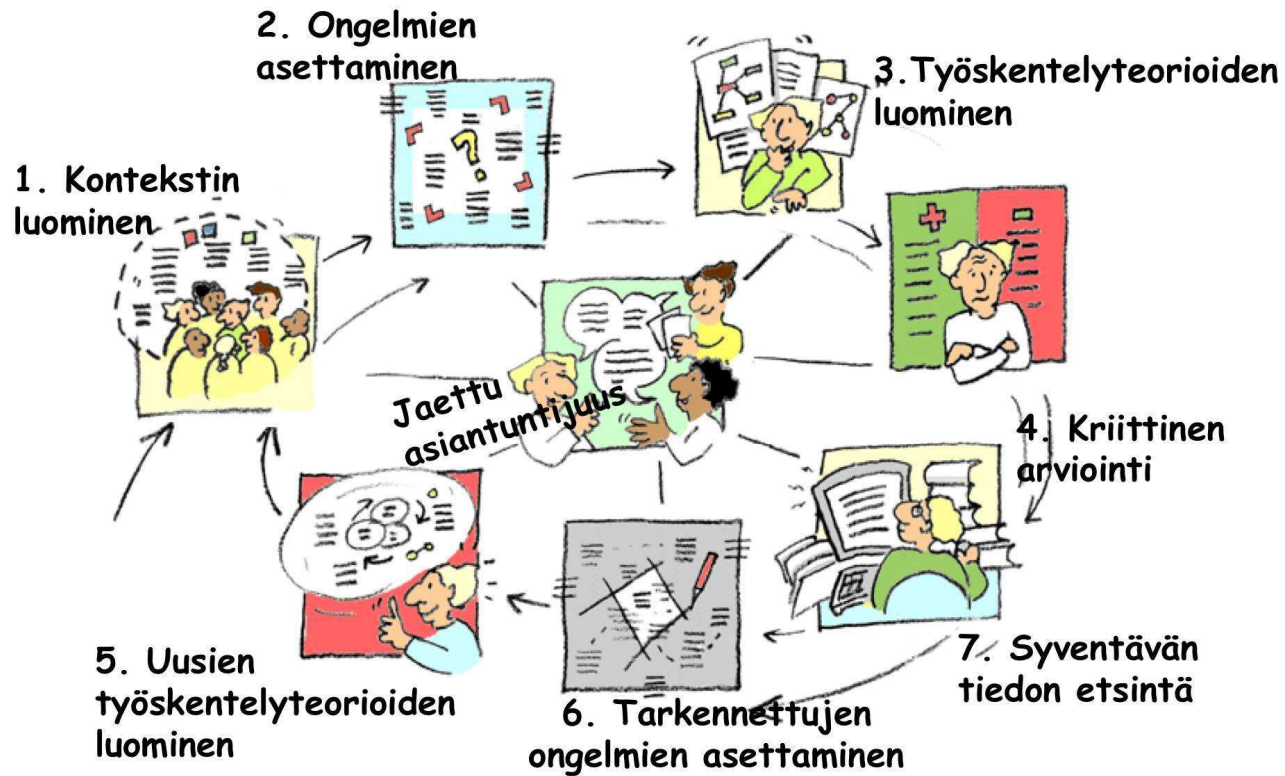 1. Kontekstin
luominen
2. Ongelmien
asettaminen
3.Työskentelyteorioiden
luominen
4. Kriittinen
arviointi
Jaettu
asiantuntijuus
5. Uusien
työskentelyteorioiden
luominen
6. Tarkennettujen
ongelmien asettaminen
7. Syventävän
tiedon etsintä